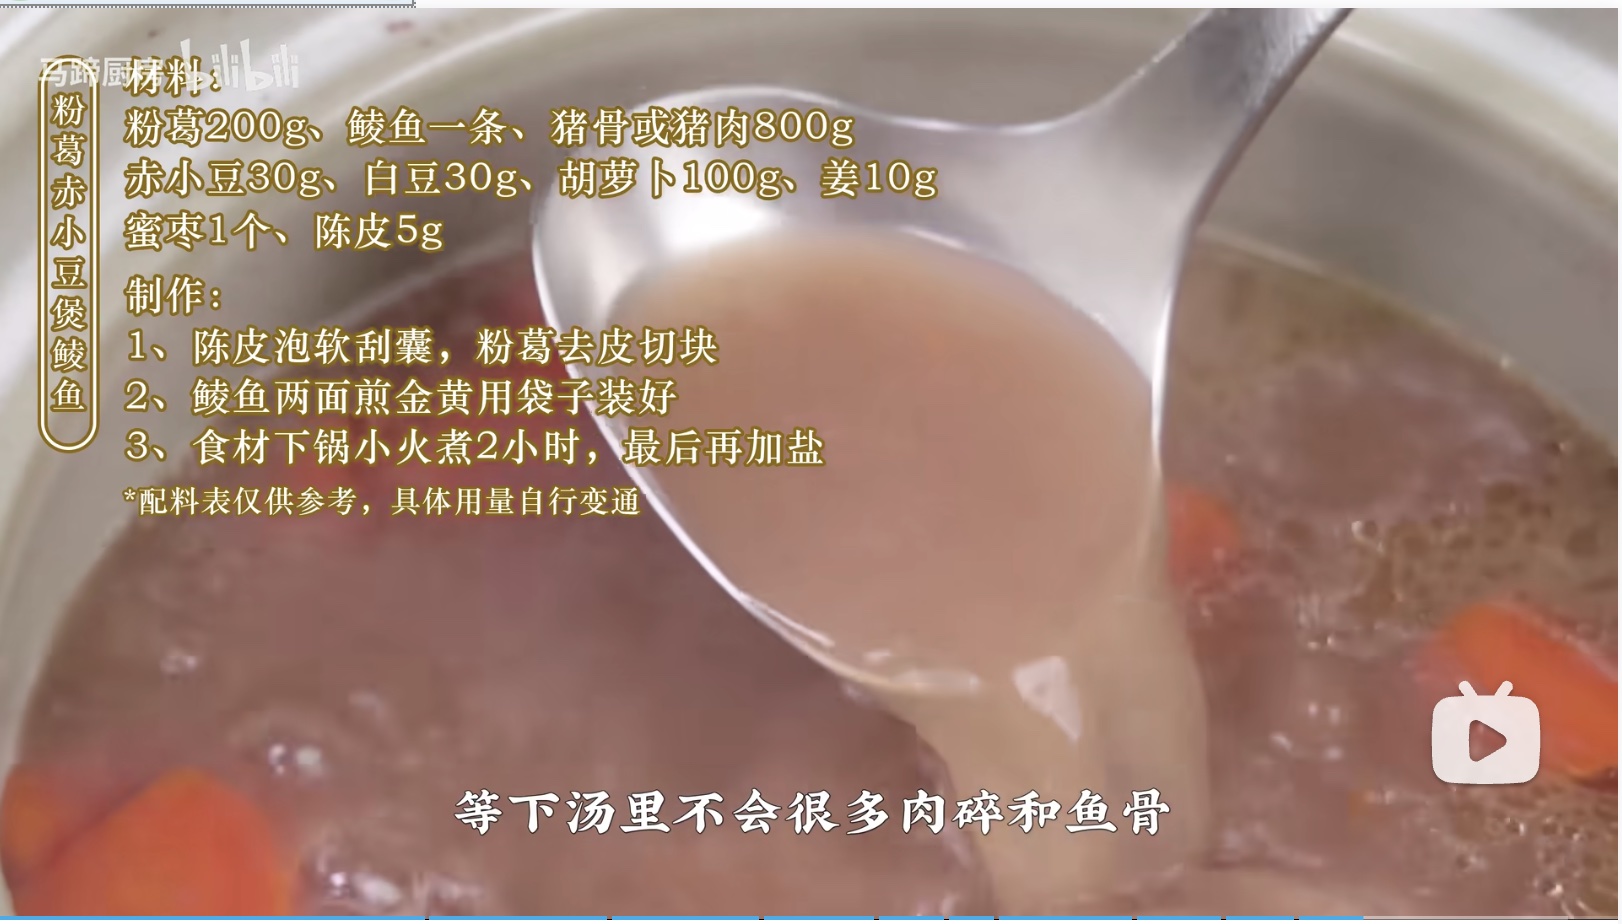 马蹄厨房 bilibili
粉葛赤小豆煲鲮鱼
材料：
粉葛200g、鲮鱼一条、猪骨或猪肉800g
赤小豆30g、白豆30g、胡萝卜100g、姜10g
蜜枣1个、陈皮5g
制作：
1、陈皮泡软刮囊，粉葛去皮切块
2、鲮鱼两面煎金黄用袋子装好
3、食材下锅小火煮2小时，最后再加盐
*配料表仅供参考，具体用量自行变通
等下汤里不会很多肉碎和鱼骨